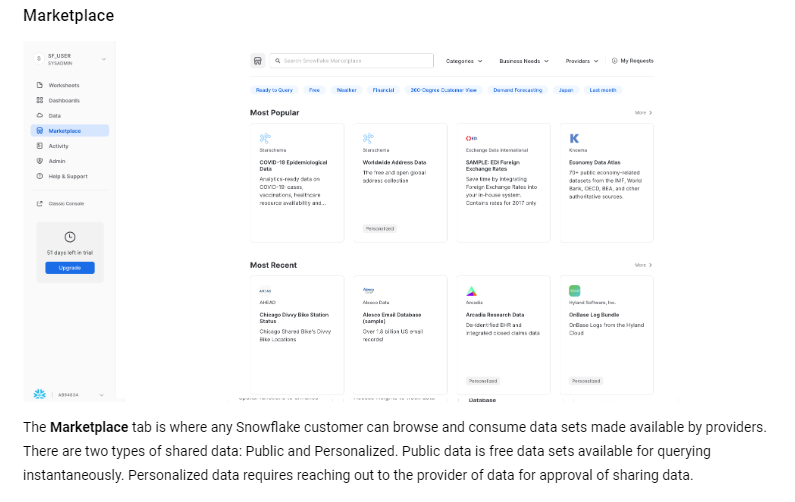 Marketplace
SF_USER
SYSADMIN
Search Snowflake Marketplace
Categories
Business Needs
Providers
My Requests
Worksheets
Dashboards
Data
Marketplace
Activity
Admin
Help & Support
Classic Console
51 days left in trial
Upgrade
Ready to Query
Free
Weather
Financial
360-Degree Customer View
Demand Forecasting
Japan
Last month
Most Popular
More
Starschema
COVID-19 Epidemiological
Data
Analytics-ready data on
COVID-19 cases,
vaccinations, healthcare
resource availability and...
Starschema
Worldwide Address Data
The free and open global
address collection
Personalized
Exchange Data International
SAMPLE: EDI Foreign
Exchange Rates
Save time by integrating
Foreign Exchange Rates into
your in-house system.
Contains rates for 2017 only
Knoema
Economy Data Atlas
70+ public economy-related
datasets from the IMF, World
Bank, OECD, BEA, and other
authoritative sources.
Most Recent
More
AHEAD
AHEAD
Chicago Divvy Bike Station
Status
Chicago Shared Bike's Divvy
Bike Locations
Alesco Data
Alesco Email Database
(sample)
Over 1.8 billion US email
records!
Arcadia
Arcadia Research Data
De-identified EHR and
integrated closed claims data
Personalized
Hyland Software, Inc.
OnBase Log Bundle
OnBase Logs from the Hyland
Cloud
Personalized
Database
The Marketplace tab is where any Snowflake customer can browse and consume data sets made available by providers.
There are two types of shared data: Public and Personalized. Public data is free data sets available for querying
instantaneously. Personalized data requires reaching out to the provider of data for approval of sharing data.